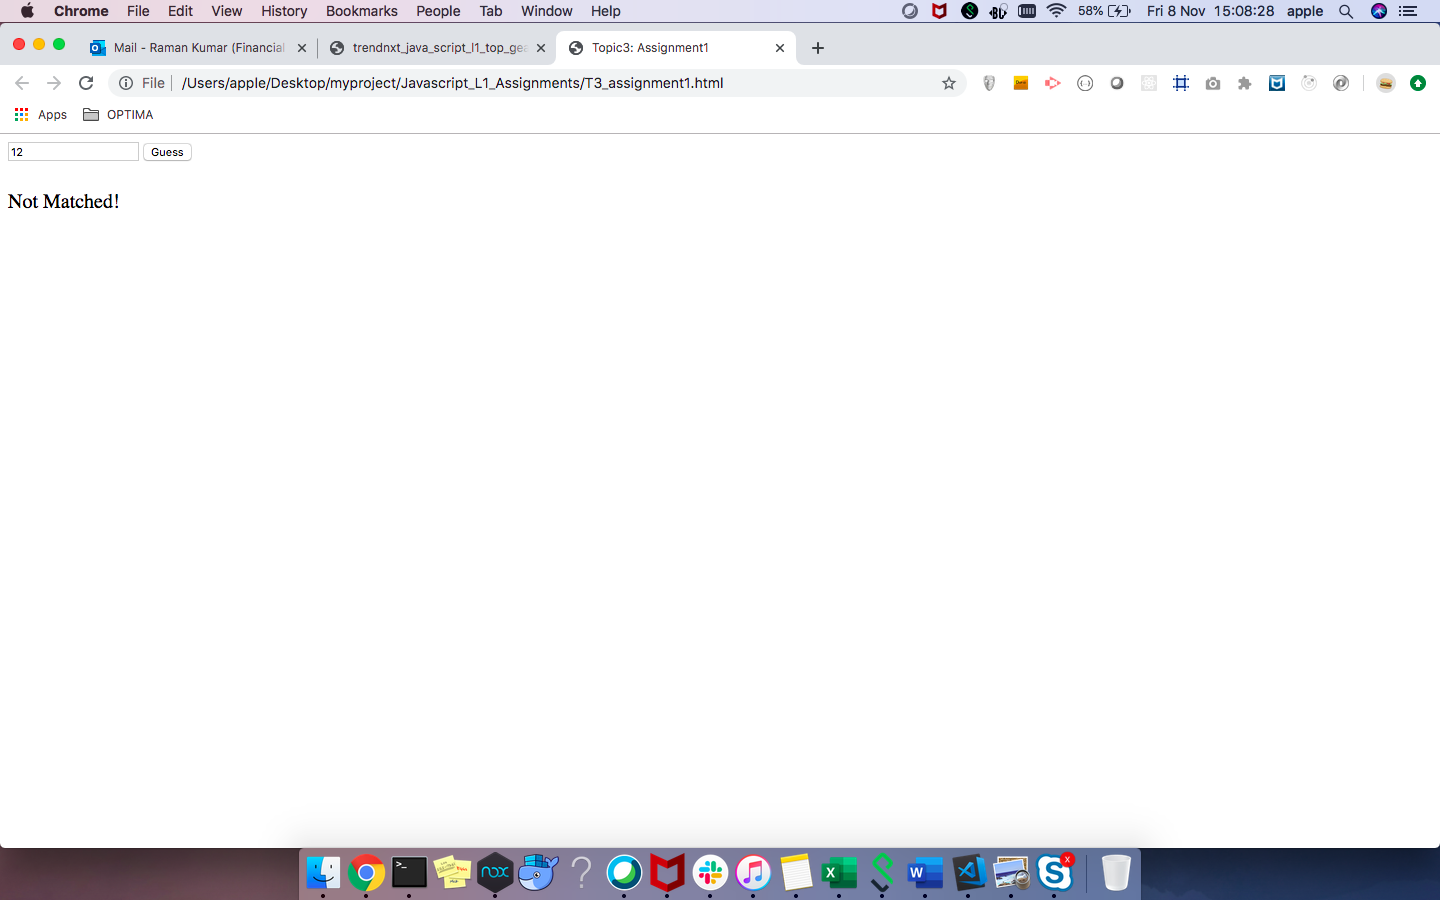 Chrome File Edit View History Bookmarks People Tab Window Help 58% Fri 8 Nov 15:08:28 apple
Mail - Raman Kumar (Financial trendnxt_java_script_l1_top_gea Topic3: Assignment1
File /Users/apple/Desktop/myproject/Javascript_L1_Assignments/T3_assignment1.html
Apps OPTIMA
12 Guess
Not Matched!